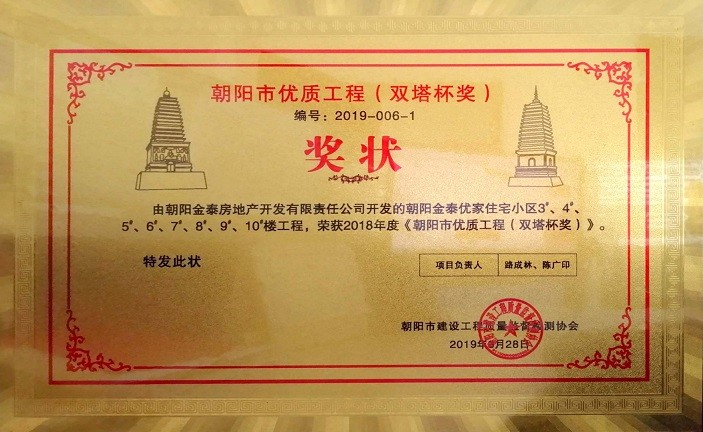 朝阳市优质工程（双塔杯奖）
编号：2019-006-1
奖状
由朝阳金泰房地产开发有限责任公司开发的朝阳金泰优家住宅小区3#、4#、
5#、6#、7#、8#、9#、10#楼工程，荣获2018年度《朝阳市优质工程（双塔杯奖）》。
特发此状
项目负责人 路成林、陈广印
朝阳市建设工程质量监督检测协会
2019年 月28日